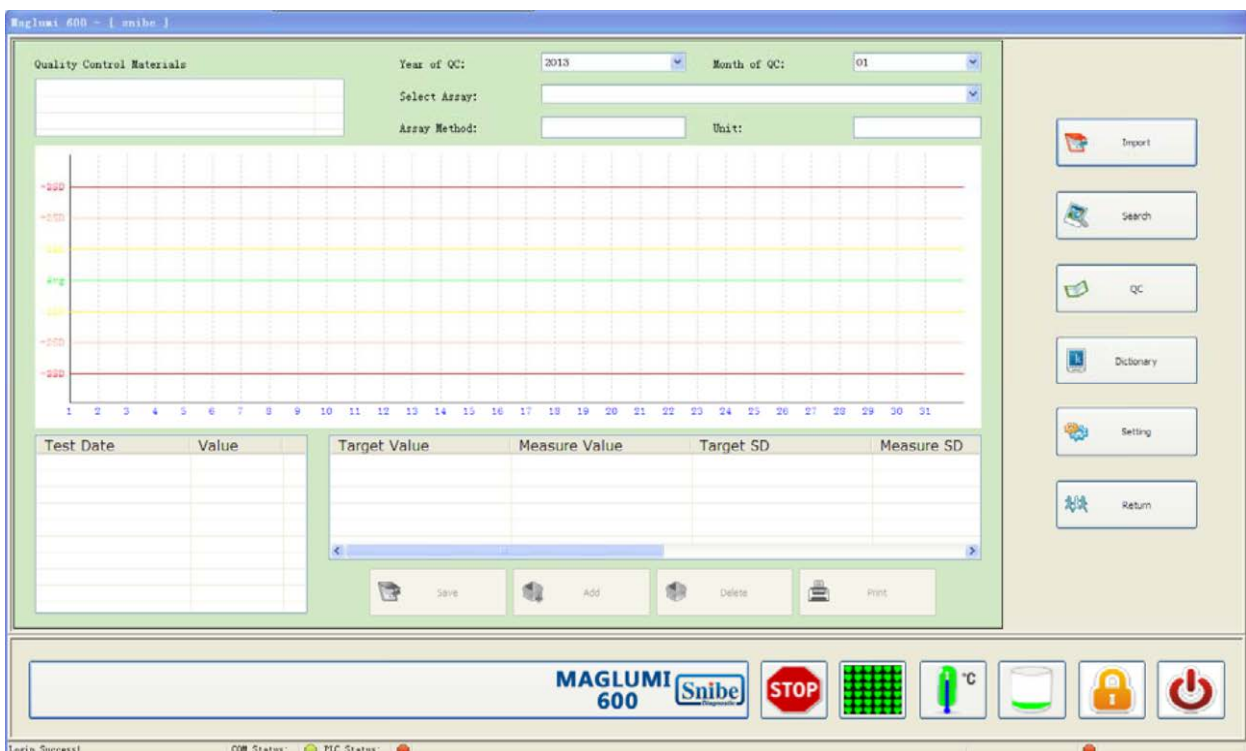 Maglumi 600 - [ snibe ]
Quality Control Materials
Year of QC: 2013 Month of QC: 01
Select Assay:
Assay Method: Unit:
Import
Search
QC
Dictionary
Setting
Return
Avg
1 2 3 4 5 6 7 8 9 10 11 12 13 14 15 16 17 18 19 20 21 22 23 24 25 26 27 28 29 30 31
Test Date Value
Target Value Measure Value Target SD Measure SD
Save Add Delete Print
MAGLUMI
600
Snibe
Diagnostic
STOP
°C
Login Success! COM Status: PLC Status: